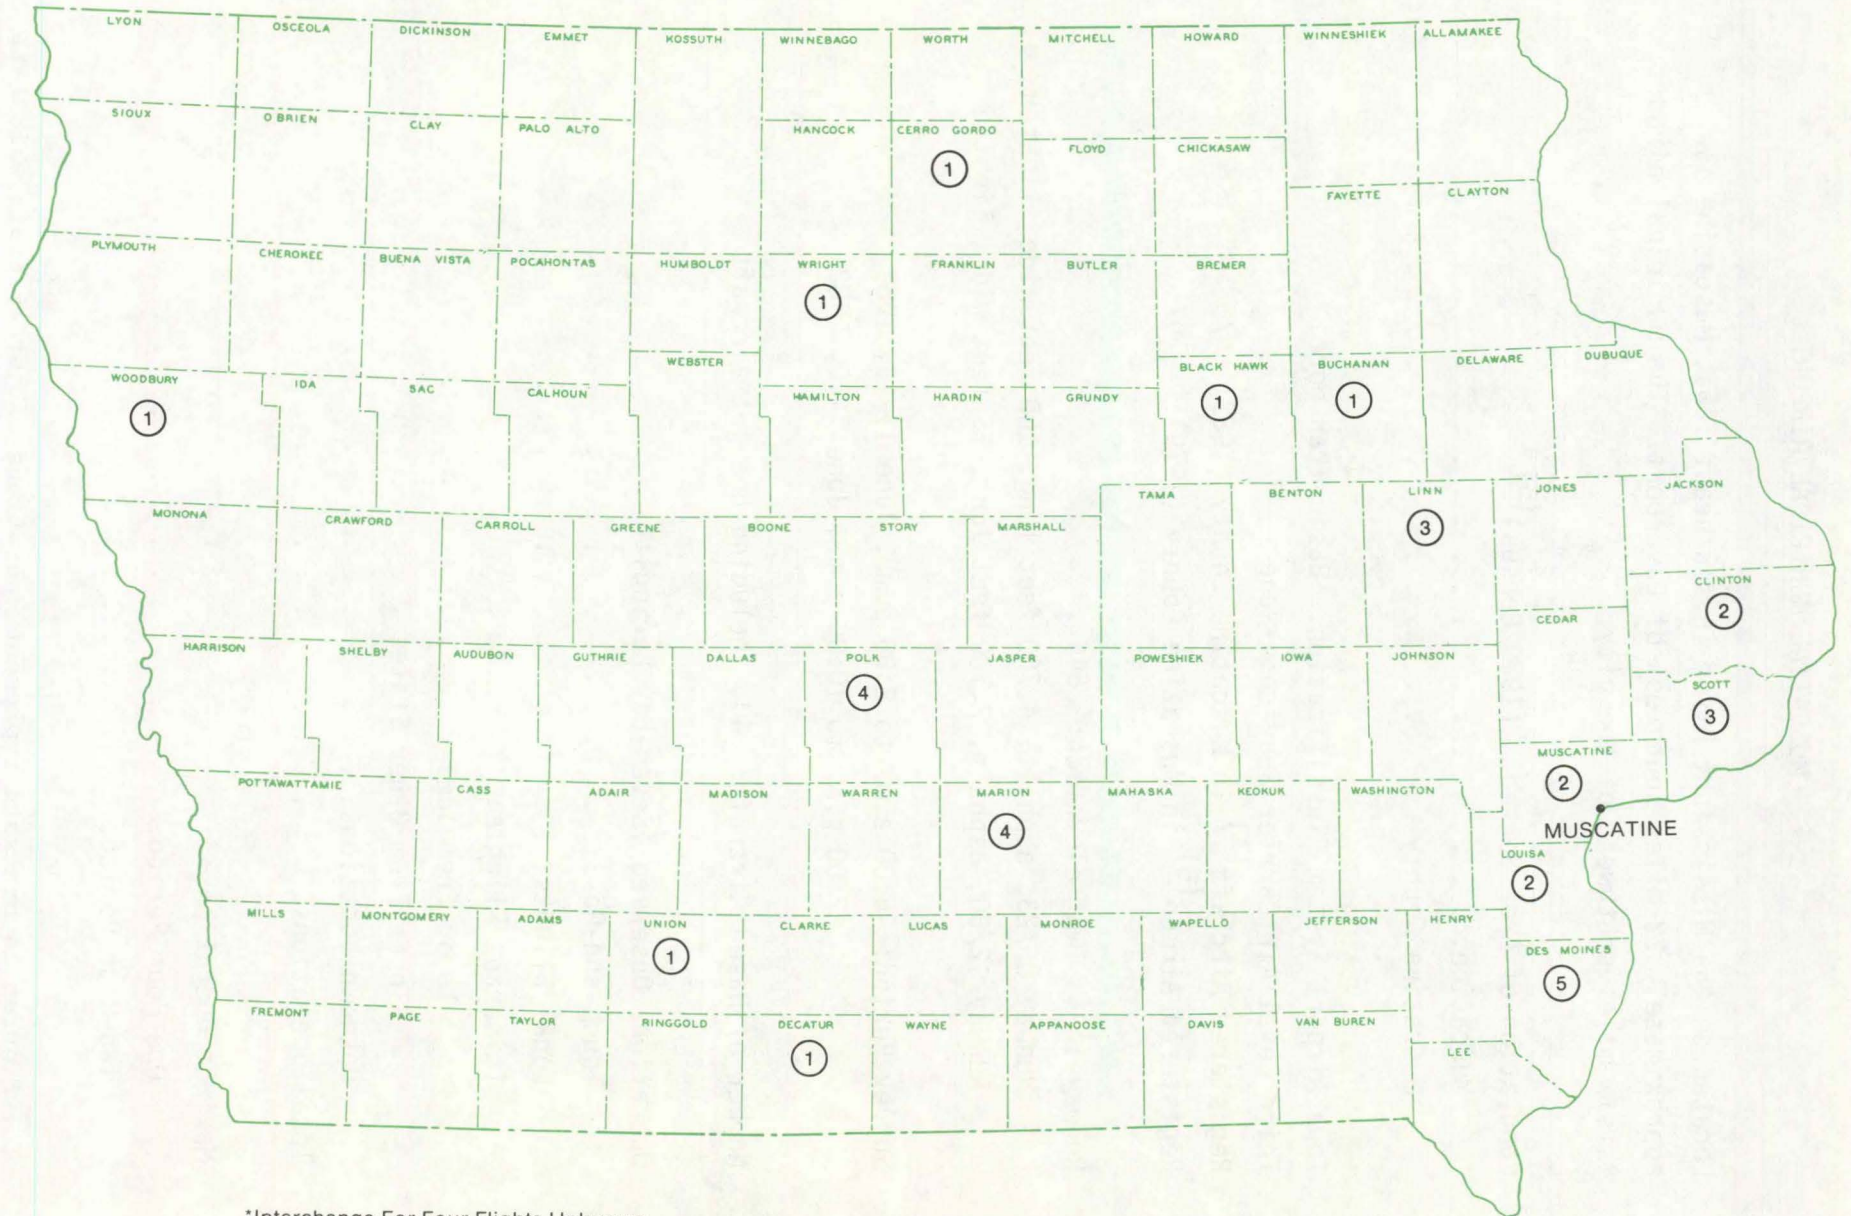 LYON OSCEOLA DICKINSON EMMET KOSSUTH WINNEBAGO WORTH MITCHELL HOWARD WINNESHIEK ALLAMAKEE
SIOUX O BRIEN CLAY PALO ALTO HANCOCK CERRO GORDO FLOYD CHICKASAW
1
FAYETTE CLAYTON
PLYMOUTH CHEROKEE BUENA VISTA POCAHONTAS HUMBOLDT WRIGHT FRANKLIN BUTLER BREMER
1
WEBSTER BLACK HAWK BUCHANAN DELAWARE DUBUQUE
WOODBURY IDA SAC CALHOUN HAMILTON HARDIN GRUNDY
1 1 1
MONONA CRAWFORD CARROLL GREENE BOONE STORY MARSHALL TAMA BENTON LINN JONES JACKSON
3
CLINTON
2
CEDAR
HARRISON SHELBY AUDUBON GUTHRIE DALLAS POLK JASPER POWESHIEK IOWA JOHNSON
4
SCOTT
3
MUSCATINE
2
POTTAWATTAMIE CASS ADAIR MADISON WARREN MARION MAHASKA KEOKUK WASHINGTON
4
MUSCATINE
LOUISA
2
MILLS MONTGOMERY ADAMS UNION CLARKE LUCAS MONROE WAPELLO JEFFERSON HENRY
1
DES MOINES
5
FREMONT PAGE TAYLOR RINGGOLD DECATUR WAYNE APPANOOSE DAVIS VAN BUREN
1
LEE
*Interchange For Four Flights